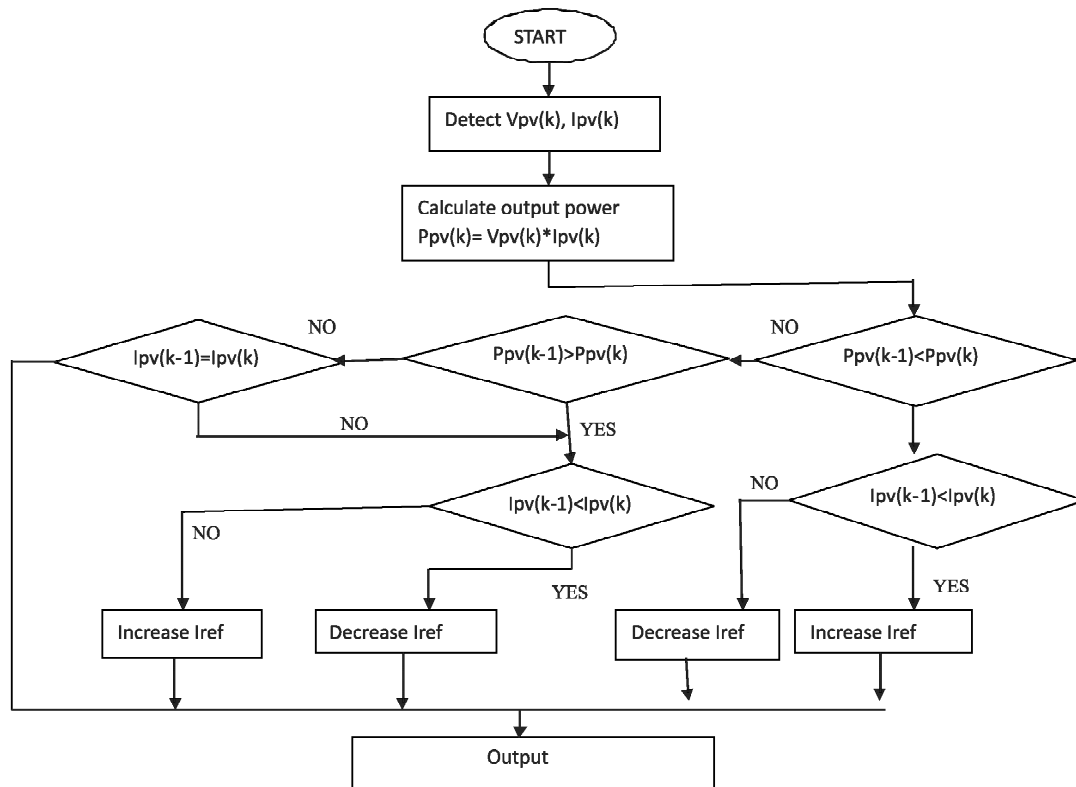 START
Detect Vpv(k), Ipv(k)
Calculate output power
Ppv(k)= Vpv(k)*Ipv(k)
NO
NO
Ipv(k-1)=Ipv(k)
Ppv(k-1)>Ppv(k)
Ppv(k-1)<Ppv(k)
NO
YES
Ipv(k-1)<Ipv(k)
NO
Ipv(k-1)<Ipv(k)
NO
YES
YES
Increase Iref
Decrease Iref
Decrease Iref
Increase Iref
Output